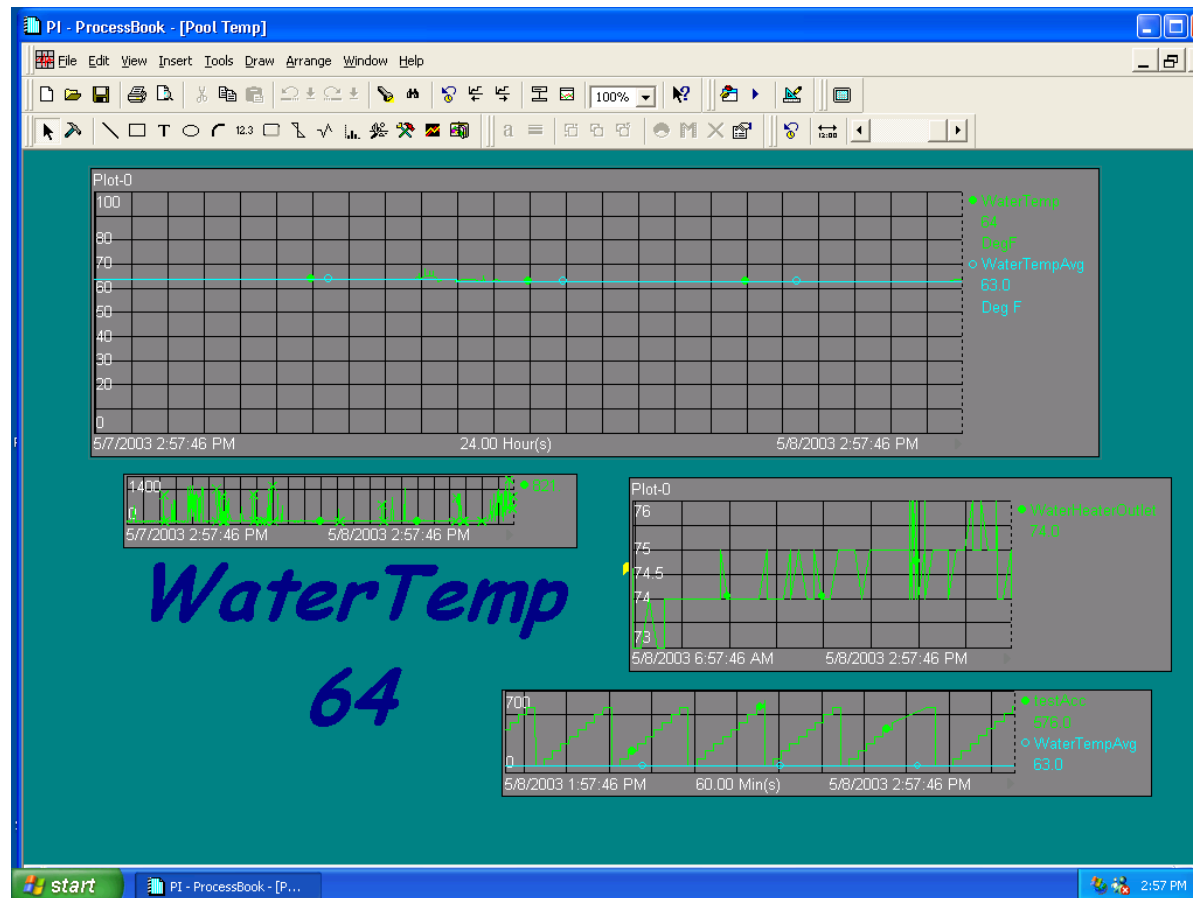 PI - ProcessBook - [Pool Temp]
File Edit View Insert Tools Draw Arrange Window Help
100%
T 12.3 a 12:00
Plot-0
100
80
70
60
50
40
30
20
0
5/7/2003 2:57:46 PM 24.00 Hour(s) 5/8/2003 2:57:46 PM
WaterTemp
64
DegF
WaterTempAvg
63.0
Deg F
1400
0
5/7/2003 2:57:46 PM 5/8/2003 2:57:46 PM
821
WaterTemp
64
Plot-0
76
75
74.5
74
73
5/8/2003 6:57:46 AM 5/8/2003 2:57:46 PM
WaterHeaterOutlet
74.0
700
0
5/8/2003 1:57:46 PM 60.00 Min(s) 5/8/2003 2:57:46 PM
testAcc
576.0
WaterTempAvg
63.0
start PI - ProcessBook - [P... 2:57 PM